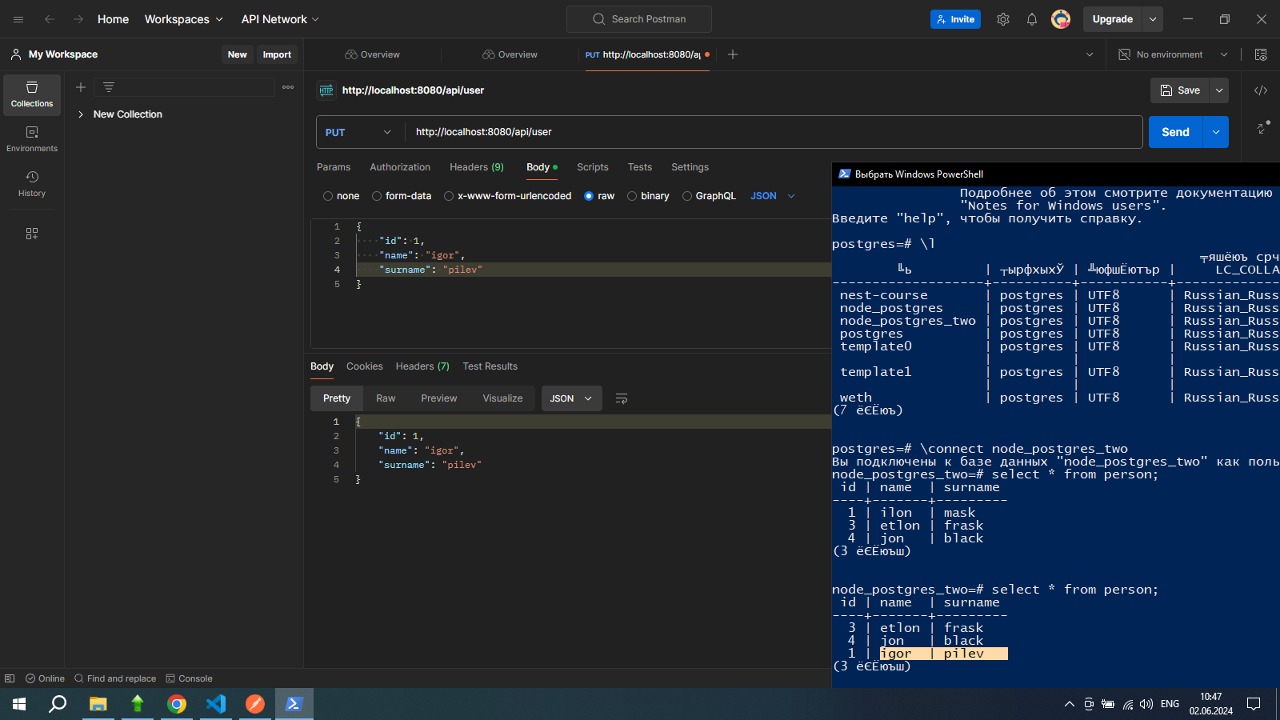 Home Workspaces API Network Search Postman Invite Upgrade
My Workspace New Import Overview Overview PUT http://localhost:8080/a No environment
Collections
Environments
History
New Collection
HTTP http://localhost:8080/api/user Save
PUT http://localhost:8080/api/user Send
Params Authorization Headers (9) Body Scripts Tests Settings
none form-data x-www-form-urlencoded raw binary GraphQL JSON
1 {
2 "id": 1,
3 "name": "igor",
4 "surname": "pilev"
5 }
Body Cookies Headers (7) Test Results
Pretty Raw Preview Visualize JSON
1 {
2 "id": 1,
3 "name": "igor",
4 "surname": "pilev"
5 }
Выбрать Windows PowerShell
Подробнее об этом смотрите документацию
"Notes for Windows users".
Введите "help", чтобы получить справку.
postgres=# \l
╤яшёюъ срч
╚ь | ┬ырфхыхЎ | ╩юфшЁютър | LC_COLLA
--------------------+----------+-----------+-------------
nest-course | postgres | UTF8 | Russian_Russ
node_postgres | postgres | UTF8 | Russian_Russ
node_postgres_two | postgres | UTF8 | Russian_Russ
postgres | postgres | UTF8 | Russian_Russ
template0 | postgres | UTF8 | Russian_Russ
| | |
template1 | postgres | UTF8 | Russian_Russ
| | |
weth | postgres | UTF8 | Russian_Russ
(7 ёЄЁюъ)
postgres=# \connect node_postgres_two
Вы подключены к базе данных "node_postgres_two" как поль
node_postgres_two=# select * from person;
id | name | surname
----+-------+---------
1 | ilon | mask
3 | etlon | frask
4 | jon | black
(3 ёЄЁюъш)
node_postgres_two=# select * from person;
id | name | surname
----+-------+---------
3 | etlon | frask
4 | jon | black
1 | igor | pilev
(3 ёЄЁюъш)
Online Find and replace Console
ENG 10:47
02.06.2024